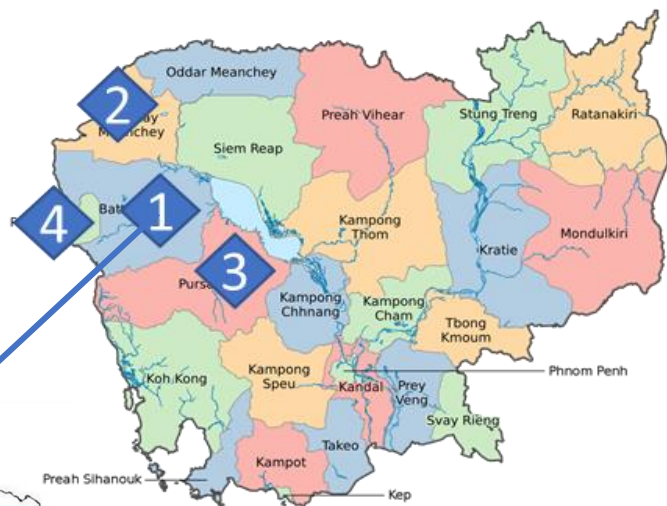 Oddar Meanchey
2
Preah Vihear
Stung Treng
Ratanakiri
Siem Reap
4
1
Kampong
Thom
Kratie
Mondulkiri
3
Kampong
Chhnang
Kampong
Cham
Tbong
Kmoum
Koh Kong
Kampong
Speu
Kandal
Prey
Veng
Phnom Penh
Svay Rieng
Takeo
Kampot
Preah Sihanouk
Kep